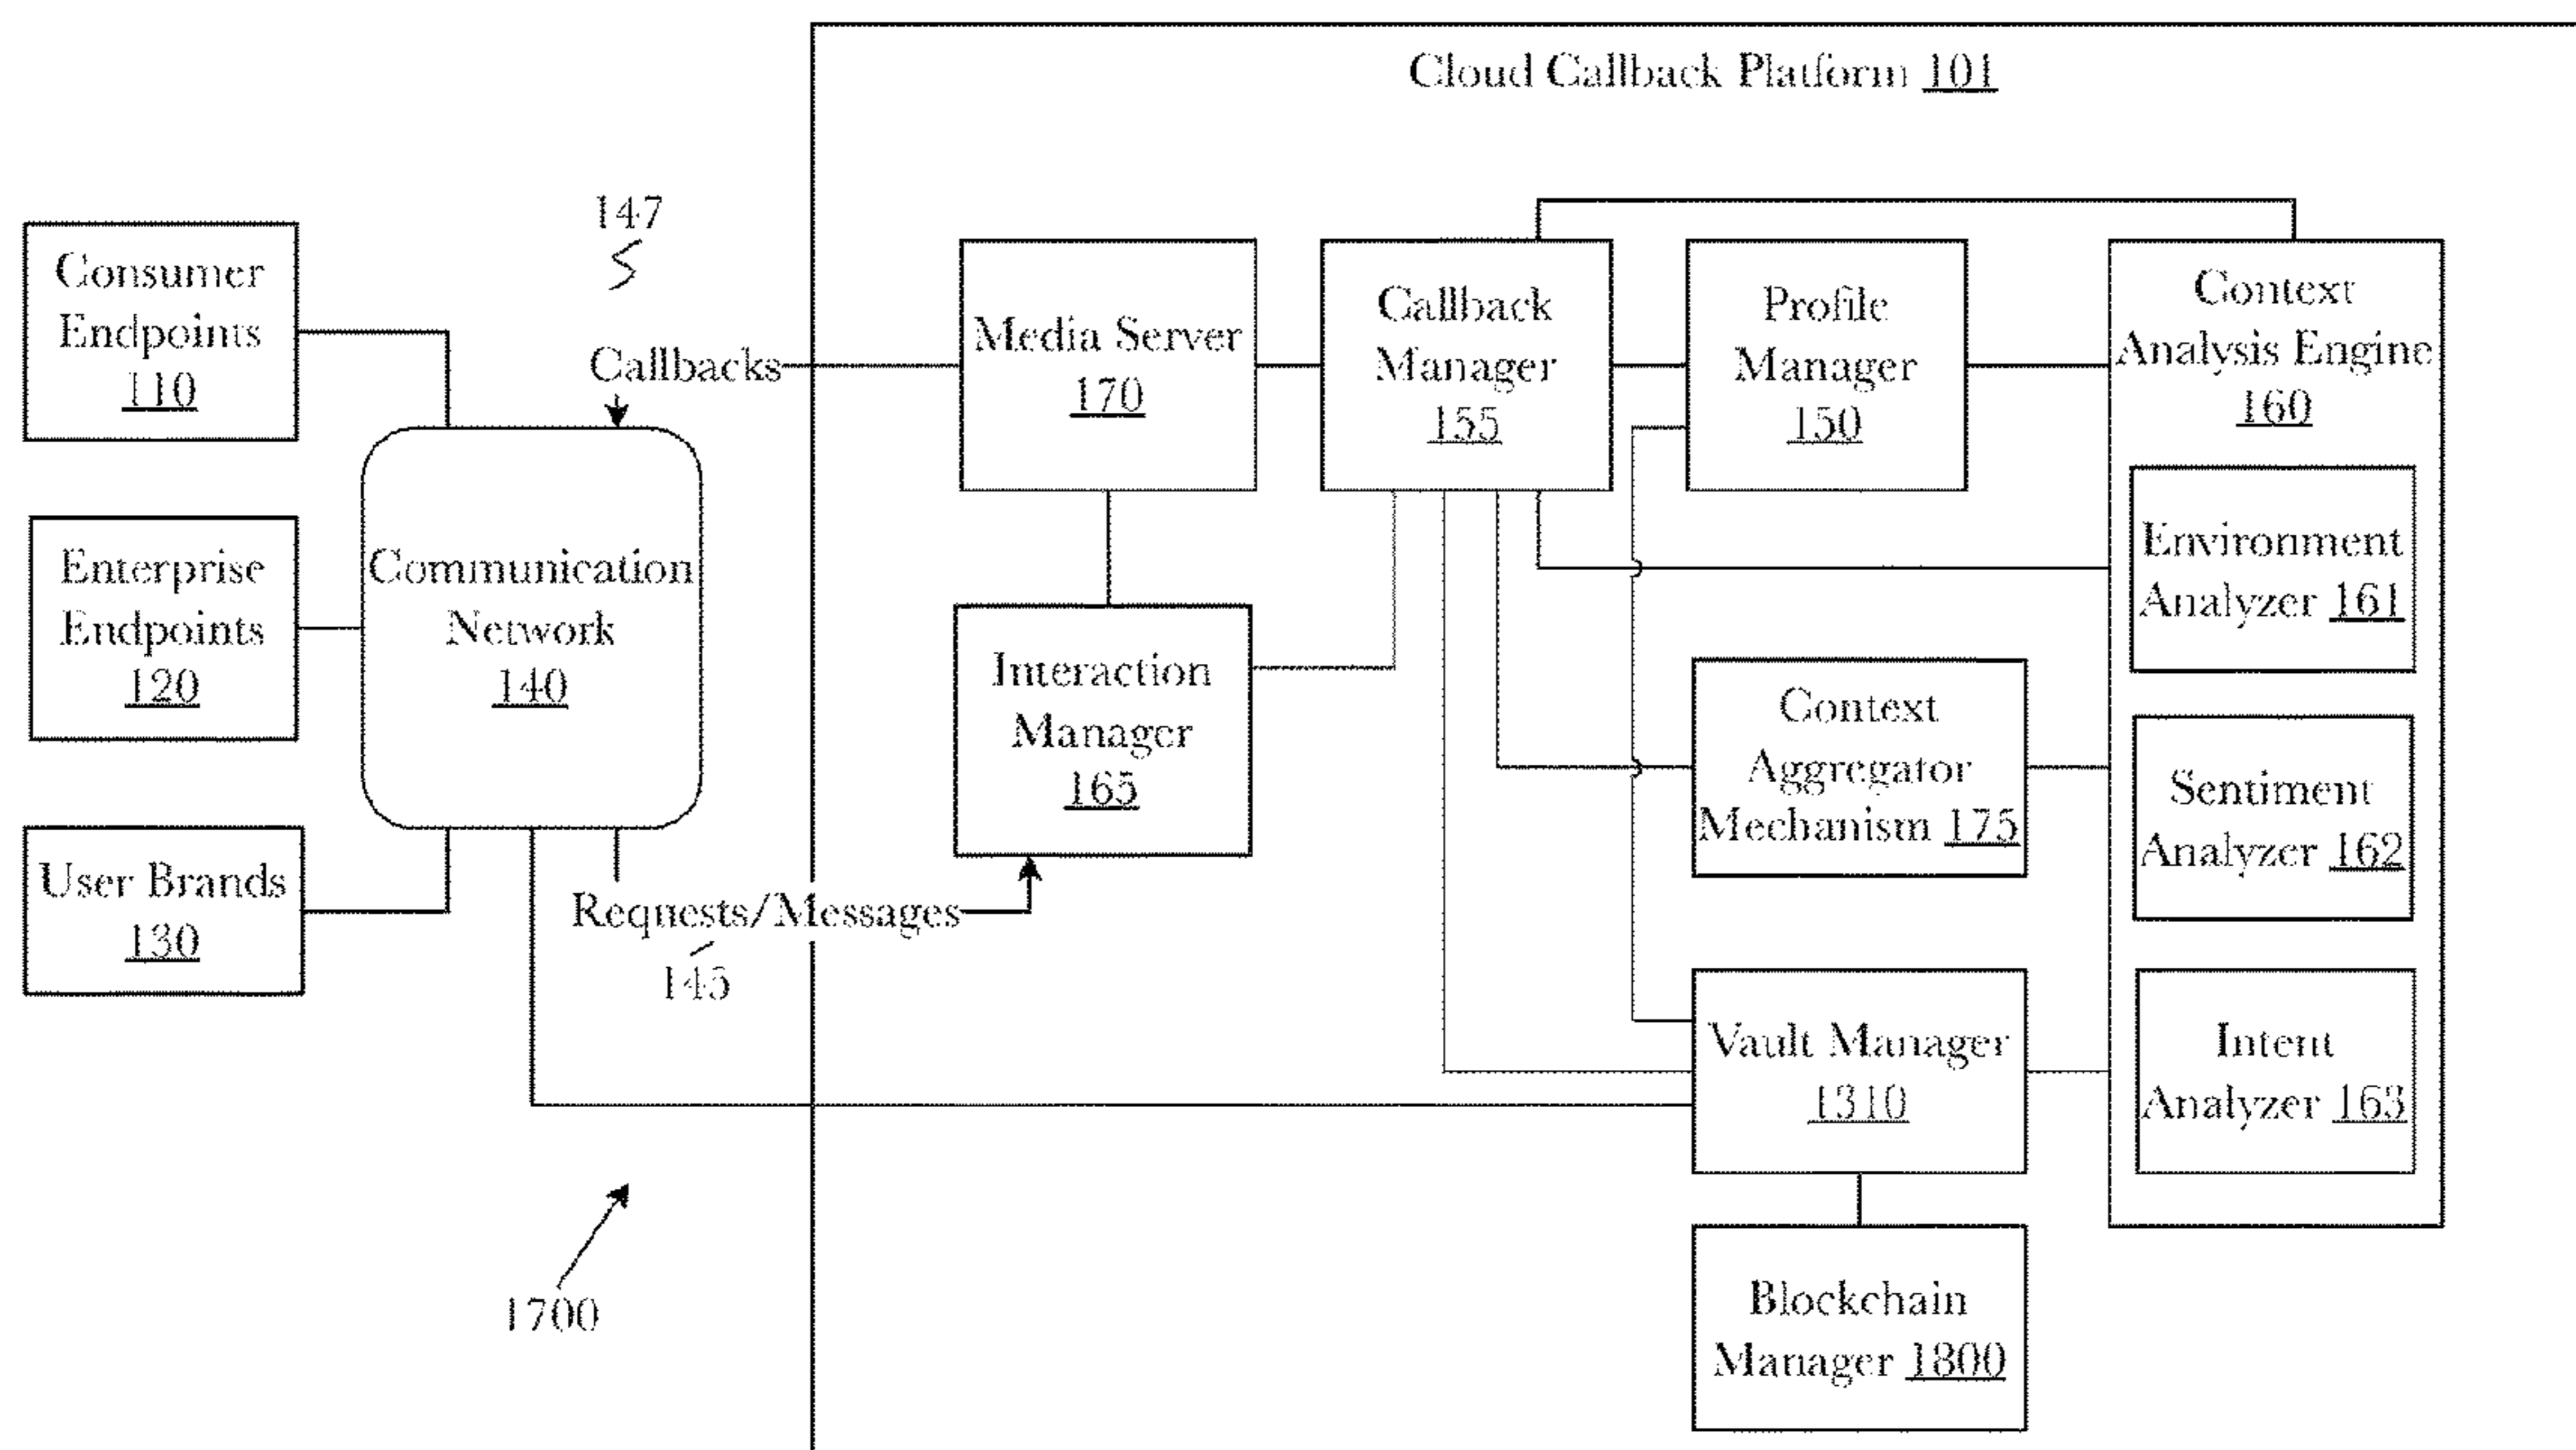 Cloud Callback Platform 101
147
Consumer
Endpoints
110
Callbacks
Media Server
170
Callback
Manager
155
Profile
Manager
150
Context
Analysis Engine
160
Enterprise
Endpoints
120
Communication
Network
140
Environment
Analyzer 161
Interaction
Manager
165
Context
Aggregator
Mechanism 175
Sentiment
Analyzer 162
User Brands
130
Requests/Messages
145
Vault Manager
1310
Intent
Analyzer 163
1700
Blockchain
Manager 1800